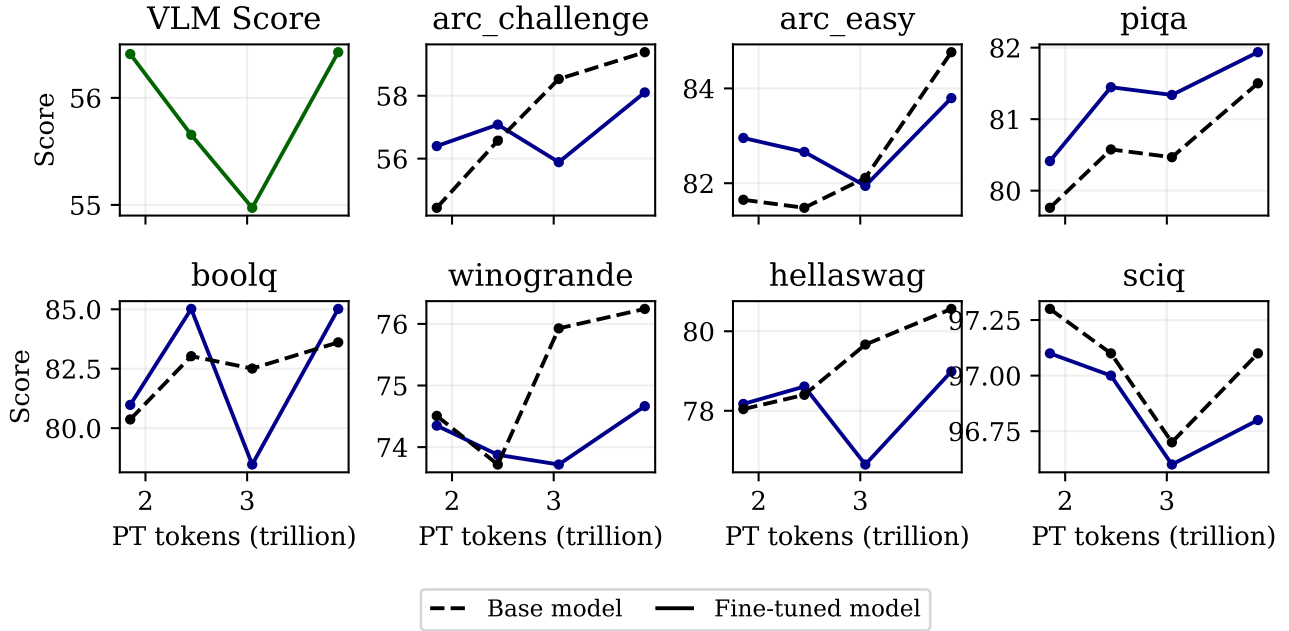 VLM Score
arc_challenge
arc_easy
piqa
Score
56
55
58
56
84
82
82
81
80
boolq
winogrande
hellaswag
sciq
Score
85.0
82.5
80.0
76
75
74
80
78
97.25
97.00
96.75
2 3
2 3
2 3
2 3
PT tokens (trillion)
PT tokens (trillion)
PT tokens (trillion)
PT tokens (trillion)
Base model
Fine-tuned model